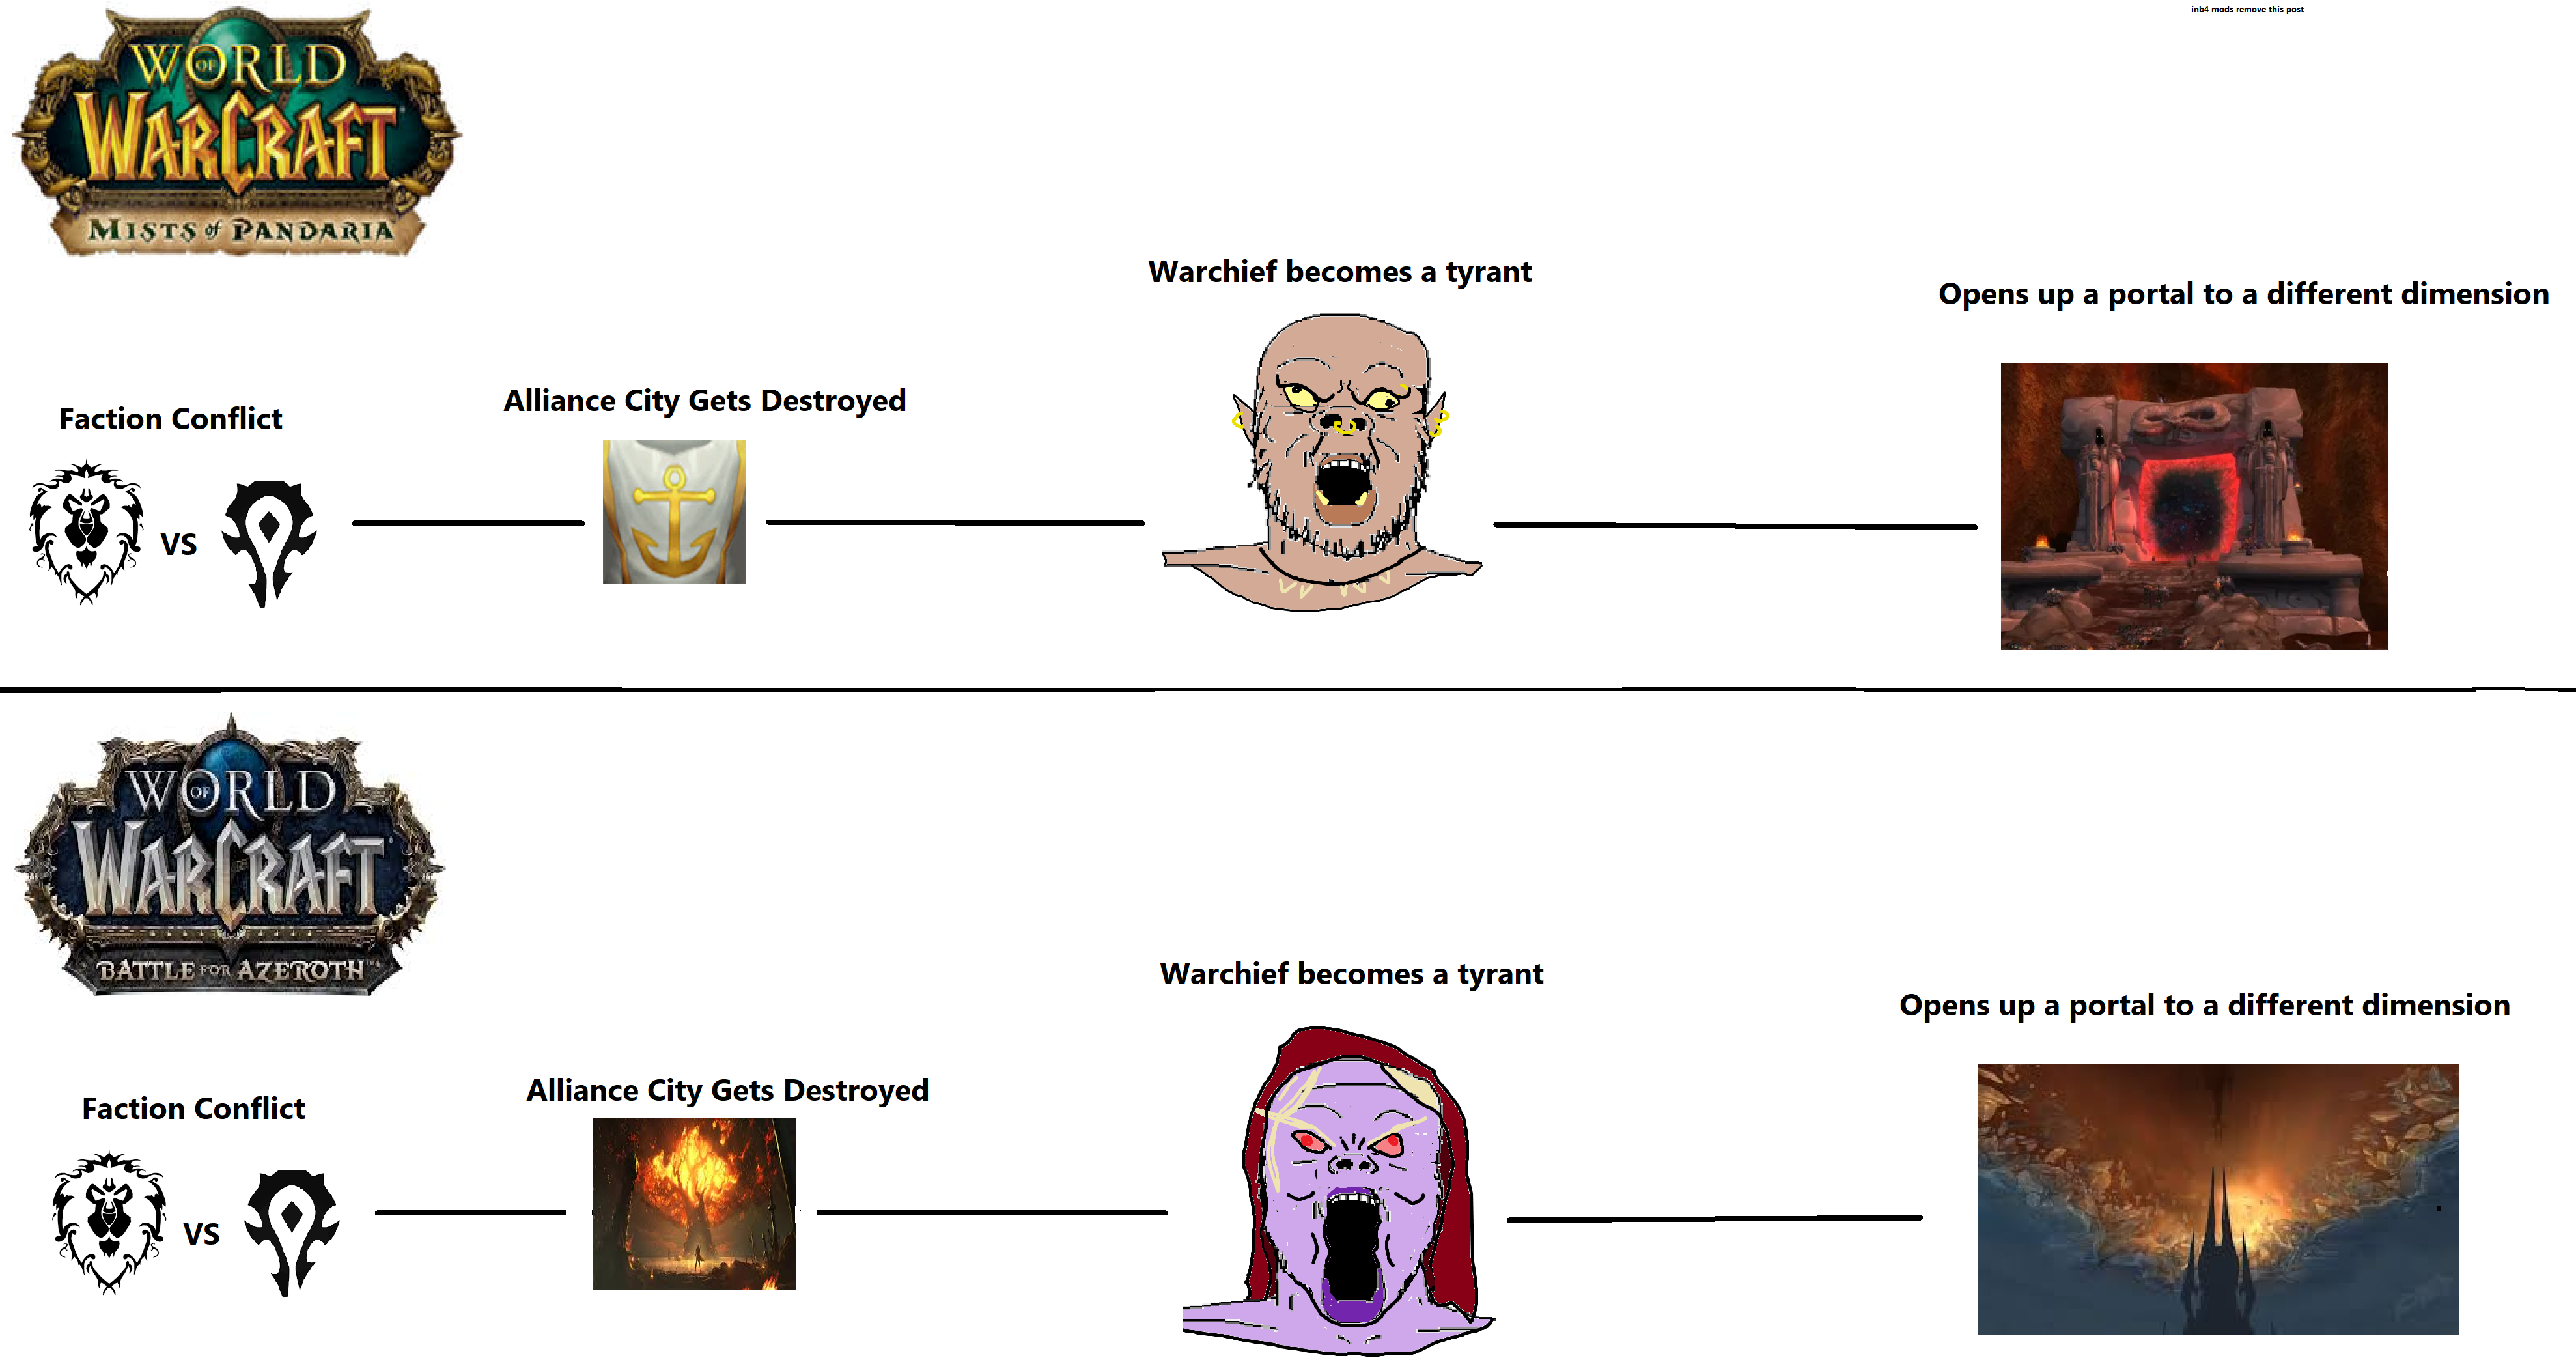 inb4 mods remove this post
WORLD
OF
WARCRAFT
MISTS of PANDARIA
Warchief becomes a tyrant
Opens up a portal to a different dimension
Alliance City Gets Destroyed
Faction Conflict
VS
WORLD
OF
WARCRAFT
BATTLE FOR AZEROTH
Warchief becomes a tyrant
Opens up a portal to a different dimension
Alliance City Gets Destroyed
Faction Conflict
VS